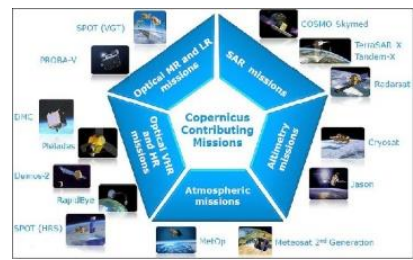 SPOT (VGT)
COSMO-Skymed
PROBA-V
TerraSAR-X
Tandem-X
Radarsat
Optical MR and LR
missions
SAR missions
DMC
Pleiades
Copernicus
Contributing
Missions
Optical VHR
and HR
missions
Altimetry
missions
Cryosat
Deimos-2
Jason
RapidEye
Atmospheric
missions
SPOT (HRS)
MetOp
Meteosat 2nd Generation